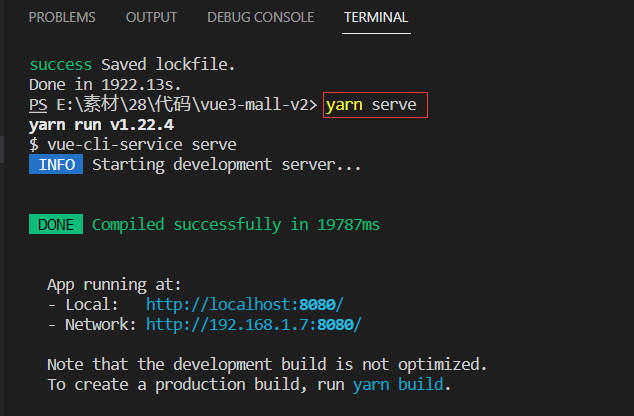 PROBLEMS OUTPUT DEBUG CONSOLE TERMINAL
success Saved lockfile.
Done in 1922.13s.
PS E:\素材\28\代码\vue3-mall-v2> yarn serve
yarn run v1.22.4
$ vue-cli-service serve
INFO Starting development server...
DONE Compiled successfully in 19787ms
App running at:
- Local: http://localhost:8080/
- Network: http://192.168.1.7:8080/
Note that the development build is not optimized.
To create a production build, run yarn build.